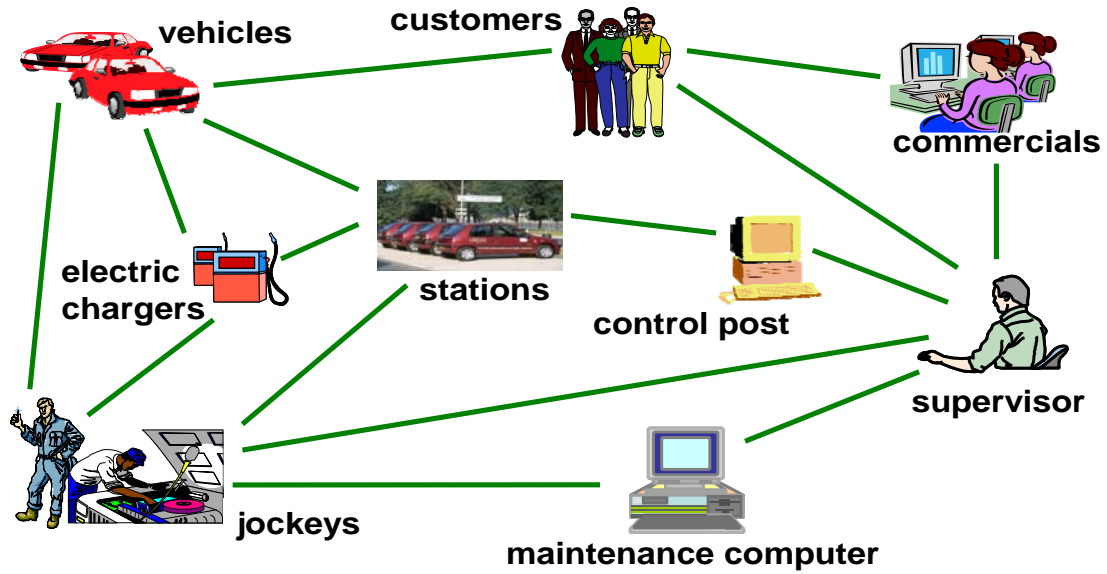 customers
vehicles
commercials
electric
chargers
stations
control post
supervisor
jockeys
maintenance computer